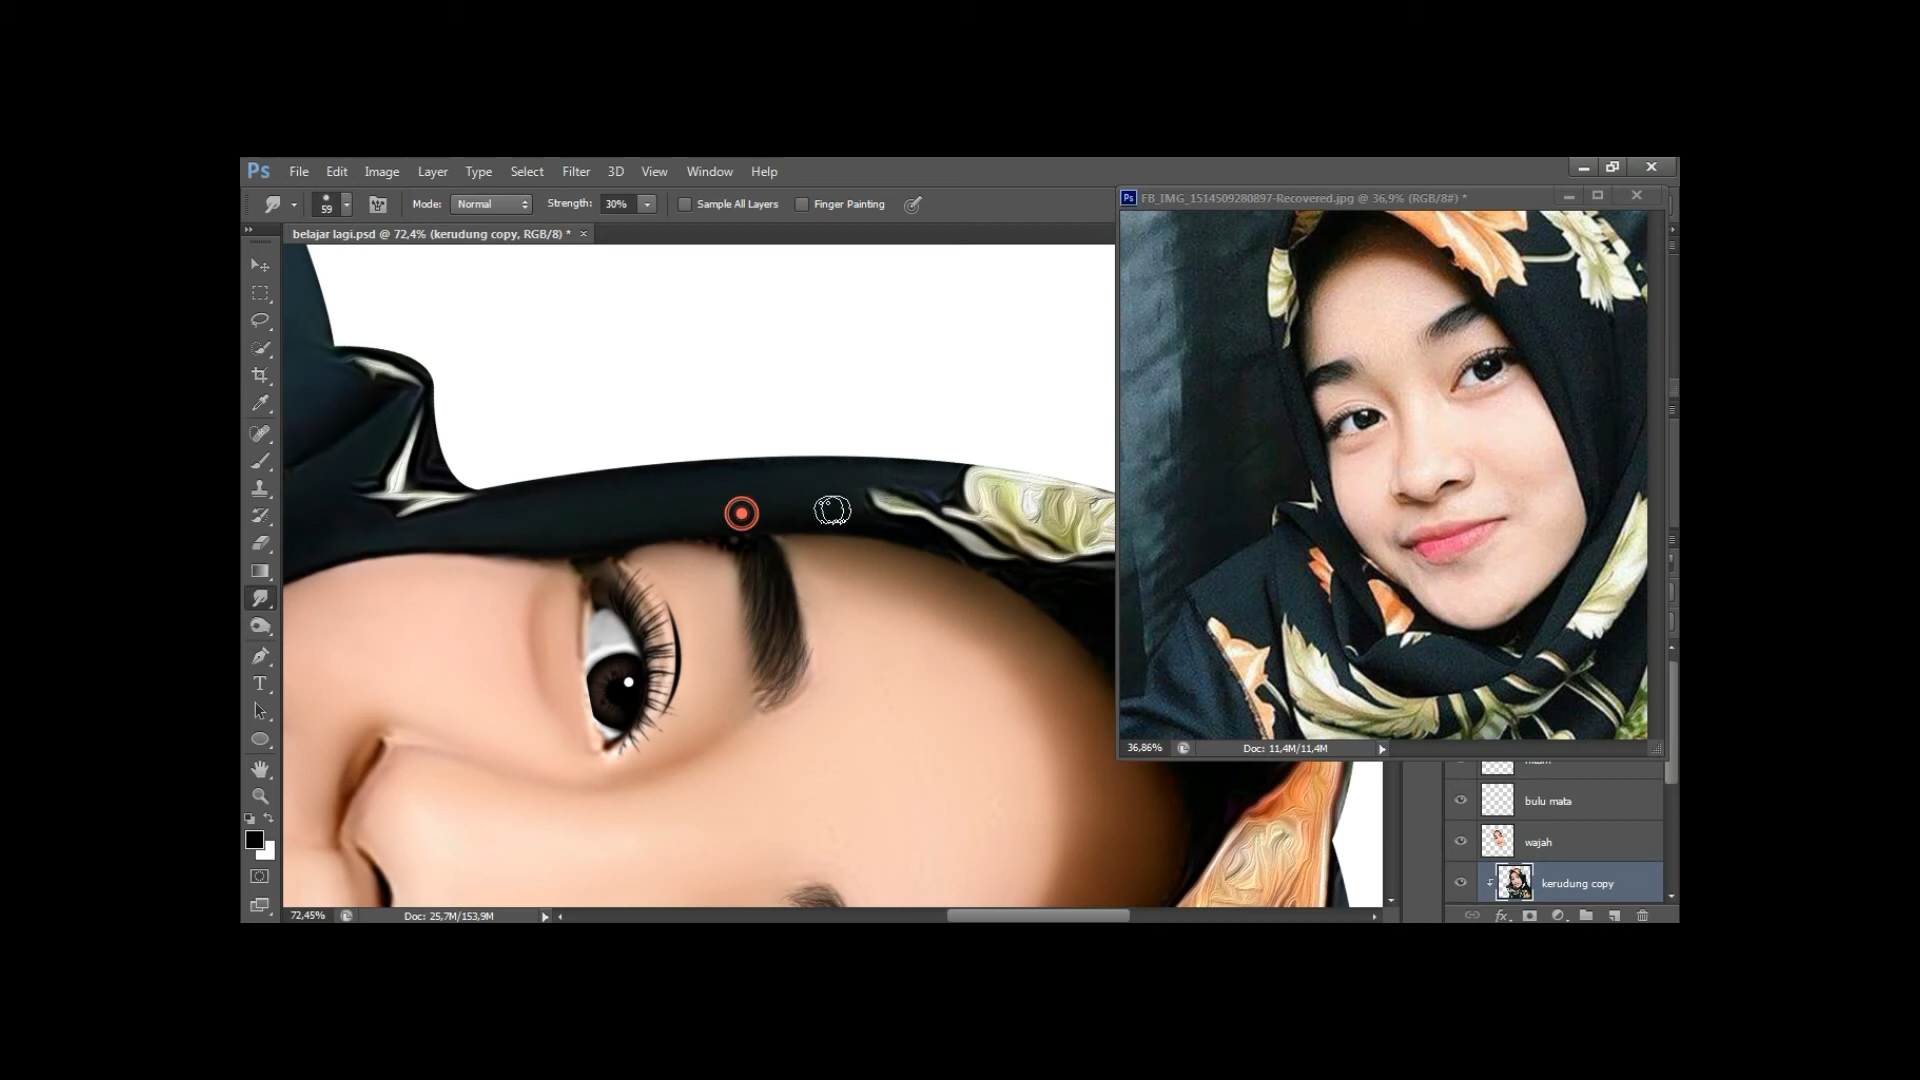 Ps File Edit Image Layer Type Select Filter 3D View Window Help
59 Mode: Normal Strength: 30% Sample All Layers Finger Painting
Ps FB_IMG_1514509280897-Recovered.jpg @ 36,9% (RGB/8#) *
belajar lagi.psd @ 72,4% (kerudung copy, RGB/8) * ×
T
36,86% Doc: 11,4M/11,4M
bulu mata
wajah
kerudung copy
72,45% Doc: 25,7M/153,9M
fx